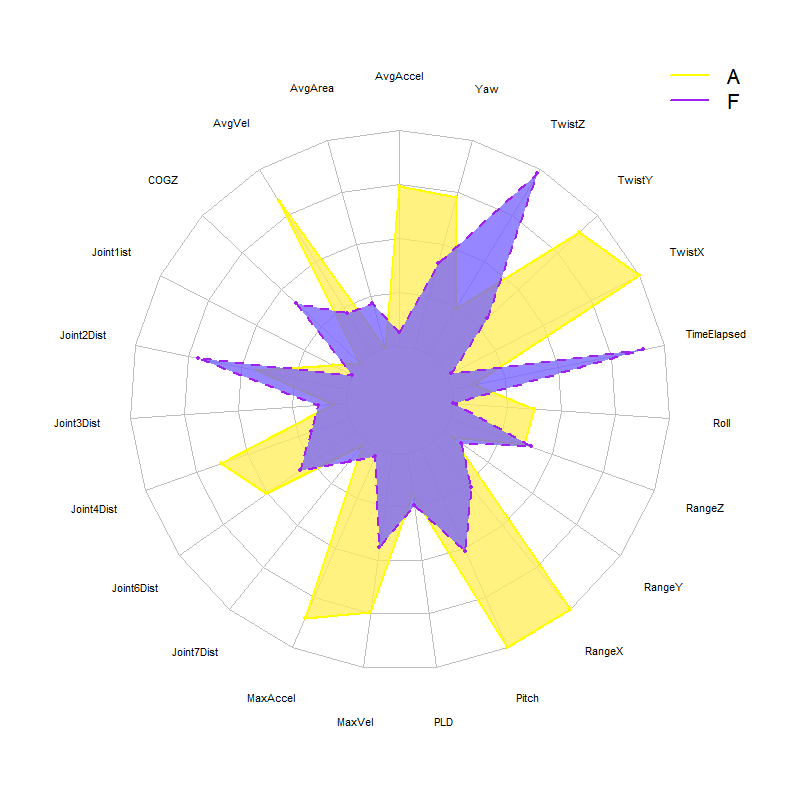 A
F
AvgAccel
AvgArea
Yaw
AvgVel
TwistZ
COGZ
TwistY
Joint1ist
TwistX
Joint2Dist
TimeElapsed
Joint3Dist
Roll
Joint4Dist
RangeZ
Joint6Dist
RangeY
Joint7Dist
RangeX
MaxAccel
Pitch
MaxVel
PLD